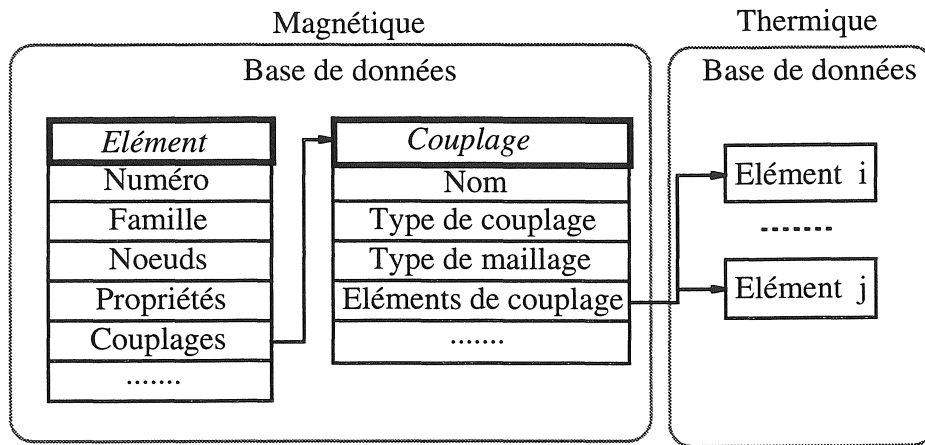 Magnétique
Base de données
Elément
Numéro
Famille
Noeuds
Propriétés
Couplages
.......
Couplage
Nom
Type de couplage
Type de maillage
Eléments de couplage
.......
Thermique
Base de données
Elément i
.......
Elément j